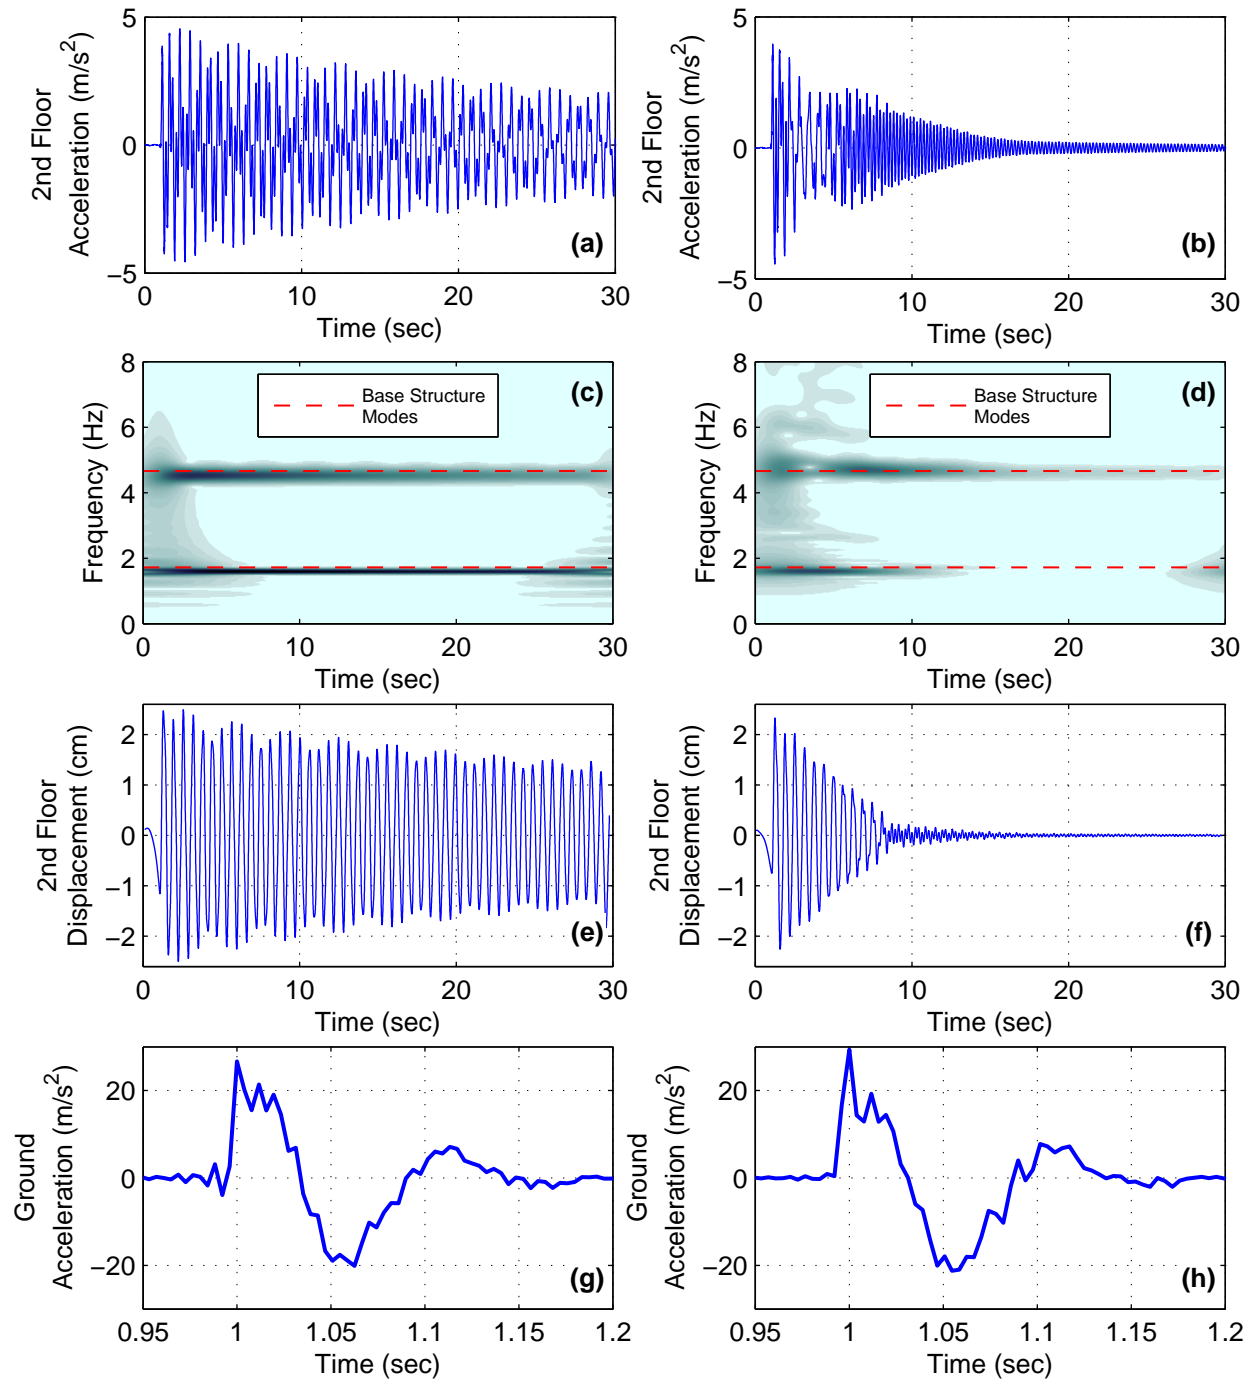 2nd Floor
Acceleration (m/s²)
5
0
−5
0
10
20
30
Time (sec)
(a)
2nd Floor
Acceleration (m/s²)
5
0
−5
0
10
20
30
Time (sec)
(b)
Frequency (Hz)
8
6
4
2
0
0
10
20
30
Time (sec)
Base Structure
Modes
(c)
Frequency (Hz)
8
6
4
2
0
0
10
20
30
Time (sec)
Base Structure
Modes
(d)
2nd Floor
Displacement (cm)
2
1
0
−1
−2
0
10
20
30
Time (sec)
(e)
2nd Floor
Displacement (cm)
2
1
0
−1
−2
0
10
20
30
Time (sec)
(f)
Ground
Acceleration (m/s²)
20
0
−20
0.95
1
1.05
1.1
1.15
1.2
Time (sec)
(g)
Ground
Acceleration (m/s²)
20
0
−20
0.95
1
1.05
1.1
1.15
1.2
Time (sec)
(h)